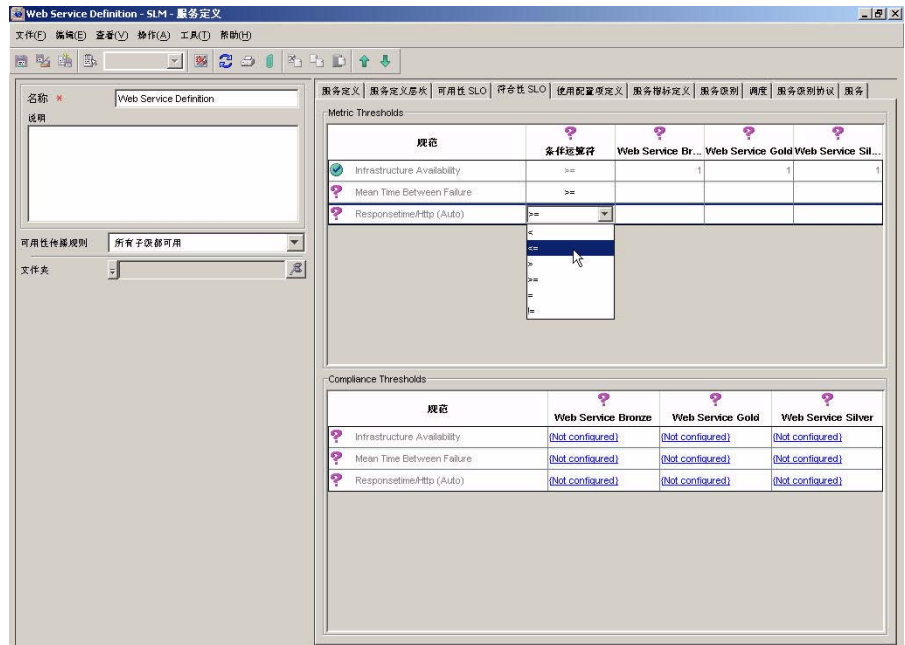 Web Service Definition - SLM - 服务定义
文件(F) 编辑(E) 查看(V) 操作(A) 工具(T) 帮助(H)
名称 *
Web Service Definition
说明
可用性传播规则
所有子级都可用
文件夹
服务定义 服务定义层次 可用性 SLO 符合性 SLO 使用配置项定义 服务指标定义 服务级别 调度 服务级别协议 服务
Metric Thresholds
规范 条件运算符 Web Service Br... Web Service Gold Web Service Sil...
Infrastructure Availability >= 1 1 1
Mean Time Between Failure >=
Responsetime/Http (Auto) >=
<
<=
>
>=
=
!=
Compliance Thresholds
规范 Web Service Bronze Web Service Gold Web Service Silver
Infrastructure Availability (Not configured) (Not configured) (Not configured)
Mean Time Between Failure (Not configured) (Not configured) (Not configured)
Responsetime/Http (Auto) (Not configured) (Not configured) (Not configured)